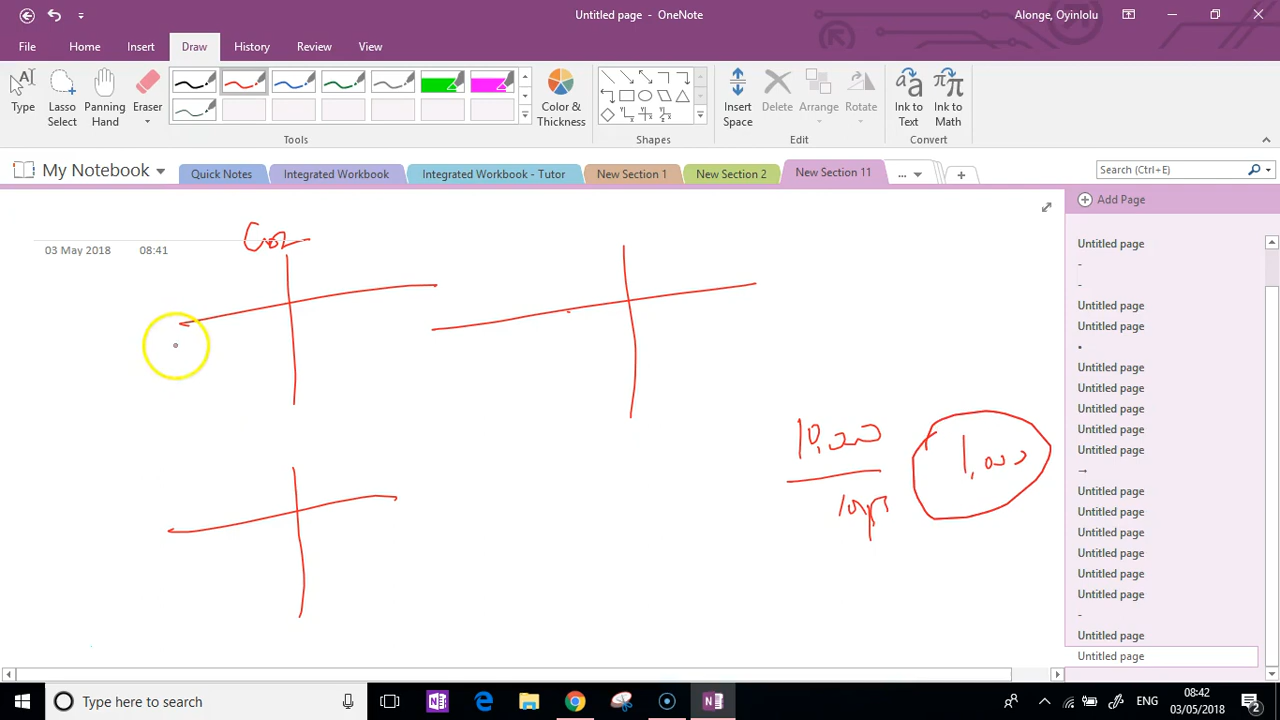 Untitled page - OneNote
Alonge, Oyinlolu
File Home Insert Draw History Review View
Type
Lasso Select
Panning Hand
Eraser
Color & Thickness
Insert Space
Delete
Arrange
Rotate
Ink to Text
Ink to Math
Tools
Shapes
Edit
Convert
My Notebook
Quick Notes
Integrated Workbook
Integrated Workbook - Tutor
New Section 1
New Section 2
New Section 11
...
Search (Ctrl+E)
Add Page
03 May 2018 08:41
10,000
1,000
Untitled page
-
-
Untitled page
Untitled page
•
Untitled page
Untitled page
Untitled page
Untitled page
Untitled page
→
Untitled page
Untitled page
Untitled page
Untitled page
Untitled page
-
Untitled page
Untitled page
Type here to search
ENG
08:42
03/05/2018
2